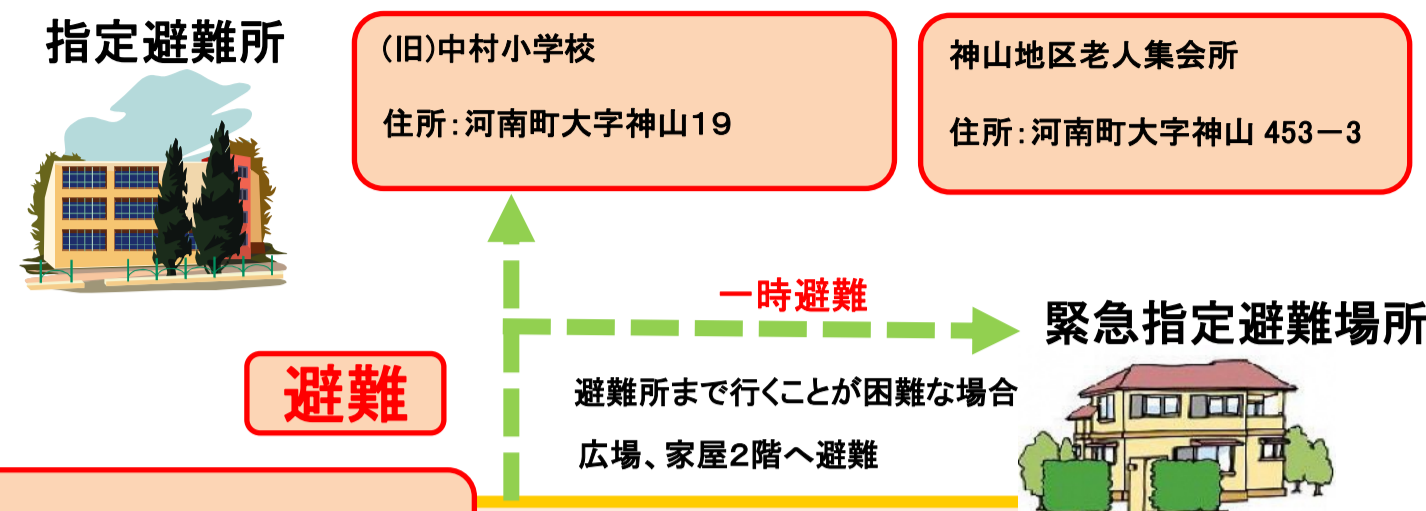 指定避難所
(旧)中村小学校
住所:河南町大字神山19
神山地区老人集会所
住所:河南町大字神山 453-3
一時避難
緊急指定避難場所
避難
避難所まで行くことが困難な場合
広場、家屋2階へ避難